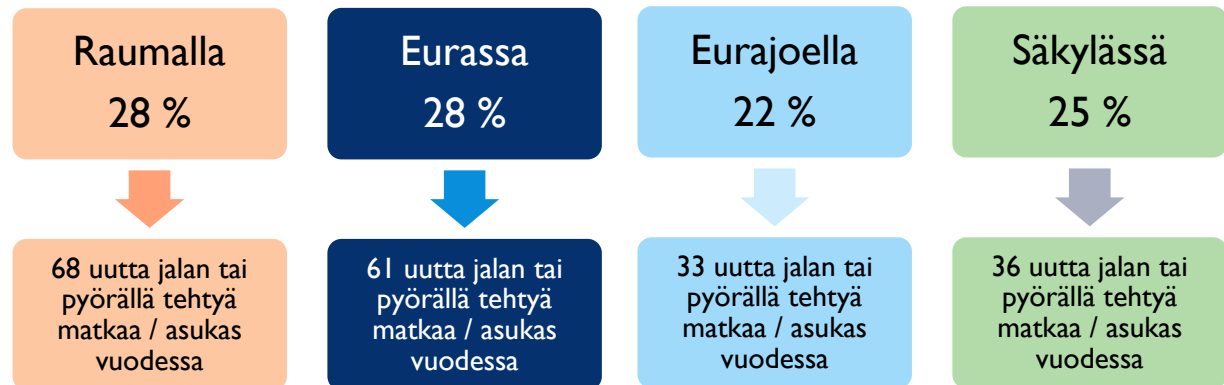 Raumalla
28 %
Eurassa
28 %
Eurajoella
22 %
Säkylässä
25 %
68 uutta jalan tai
pyörällä tehtyä
matkaa / asukas
vuodessa
61 uutta jalan tai
pyörällä tehtyä
matkaa / asukas
vuodessa
33 uutta jalan tai
pyörällä tehtyä
matkaa / asukas
vuodessa
36 uutta jalan tai
pyörällä tehtyä
matkaa / asukas
vuodessa